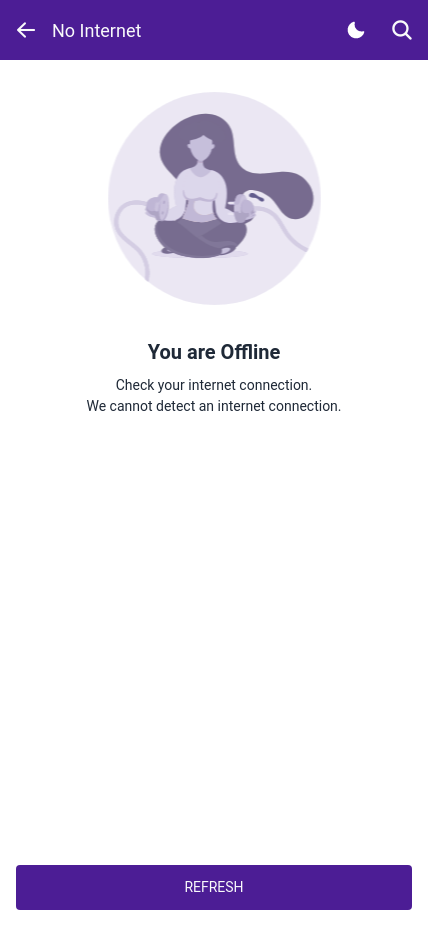 No Internet
You are Offline
Check your internet connection.
We cannot detect an internet connection.
REFRESH